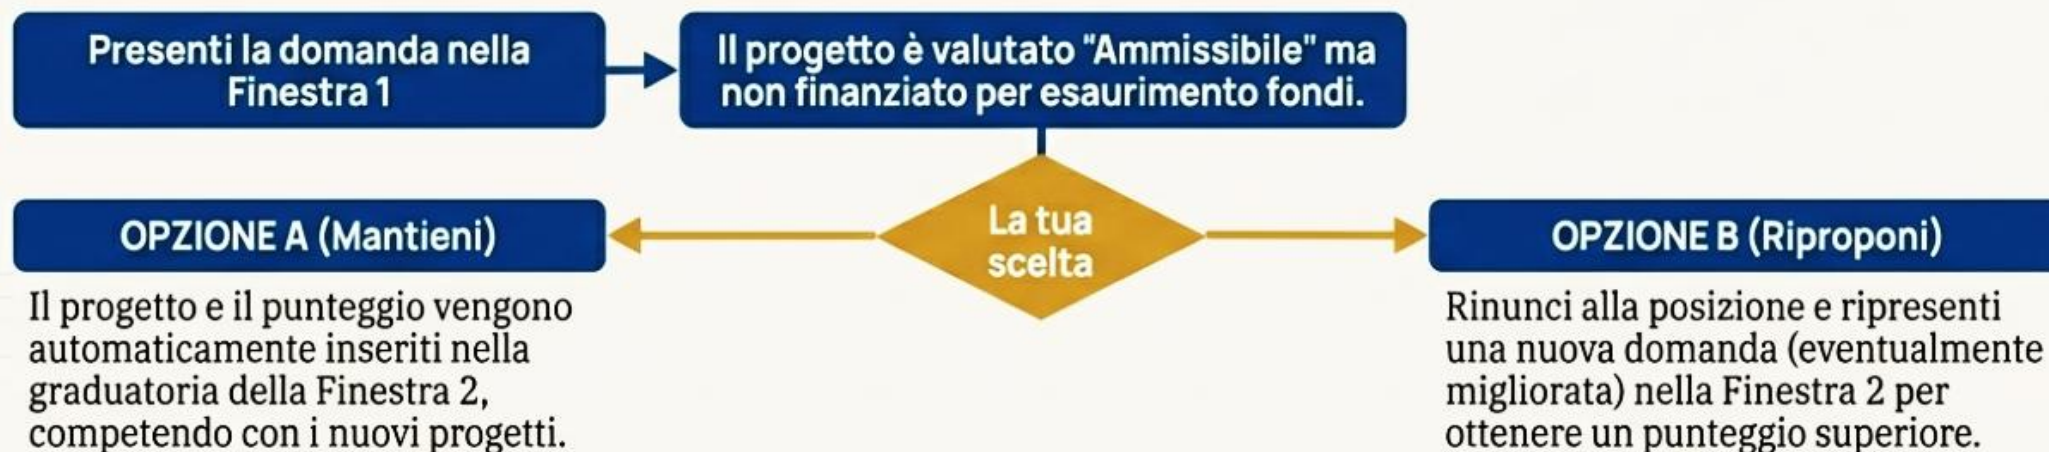 Presenti la domanda nella
Finestra 1
Il progetto è valutato "Ammissibile" ma
non finanziato per esaurimento fondi.
La tua
scelta
OPZIONE A (Mantieni)
Il progetto e il punteggio vengono
automaticamente inseriti nella
graduatoria della Finestra 2,
competendo con i nuovi progetti.
OPZIONE B (Riproponi)
Rinunci alla posizione e ripresenti
una nuova domanda (eventualmente
migliorata) nella Finestra 2 per
ottenere un punteggio superiore.